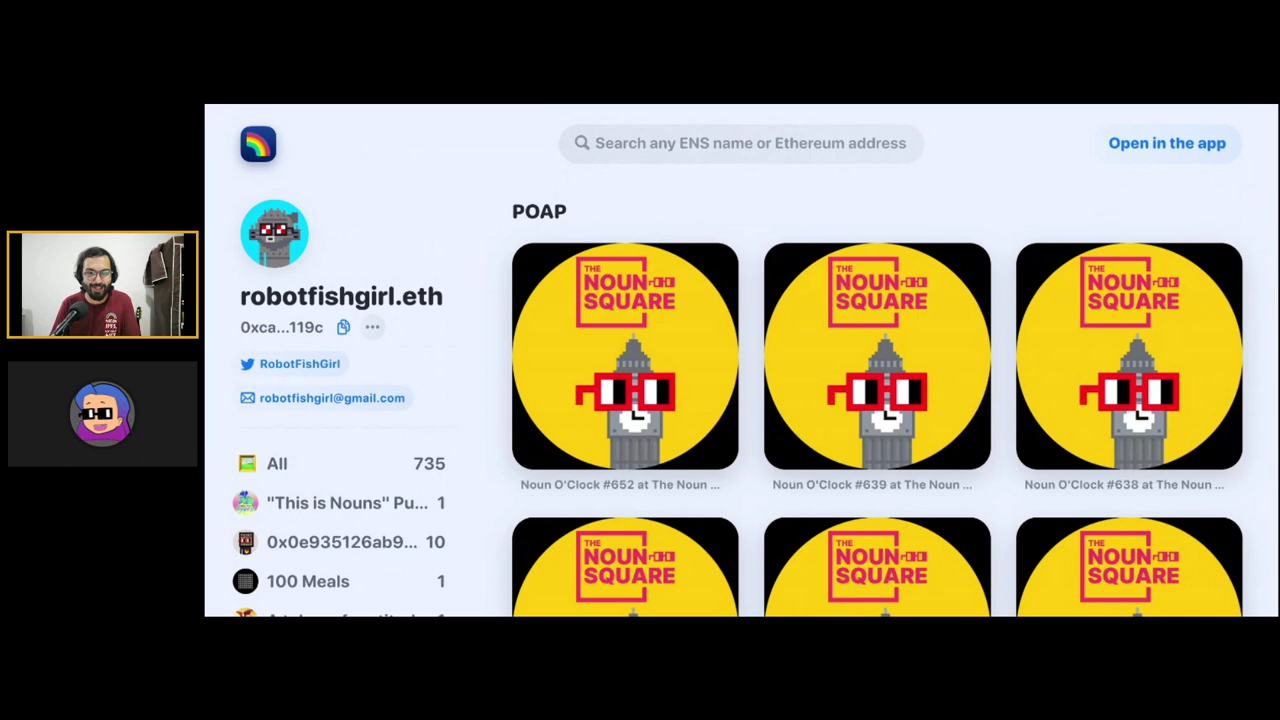 Search any ENS name or Ethereum address
Open in the app
robotfishgirl.eth
0xca...119c
RobotFishGirl
robotfishgirl@gmail.com
All 735
"This is Nouns" Pu... 1
0x0e935126ab9... 10
100 Meals 1
POAP
THE
NOUN
SQUARE
THE
NOUN
SQUARE
THE
NOUN
SQUARE
Noun O'Clock #652 at The Noun ...
Noun O'Clock #639 at The Noun ...
Noun O'Clock #638 at The Noun ...
THE
NOUN
SQUARE
THE
NOUN
SQUARE
THE
NOUN
SQUARE